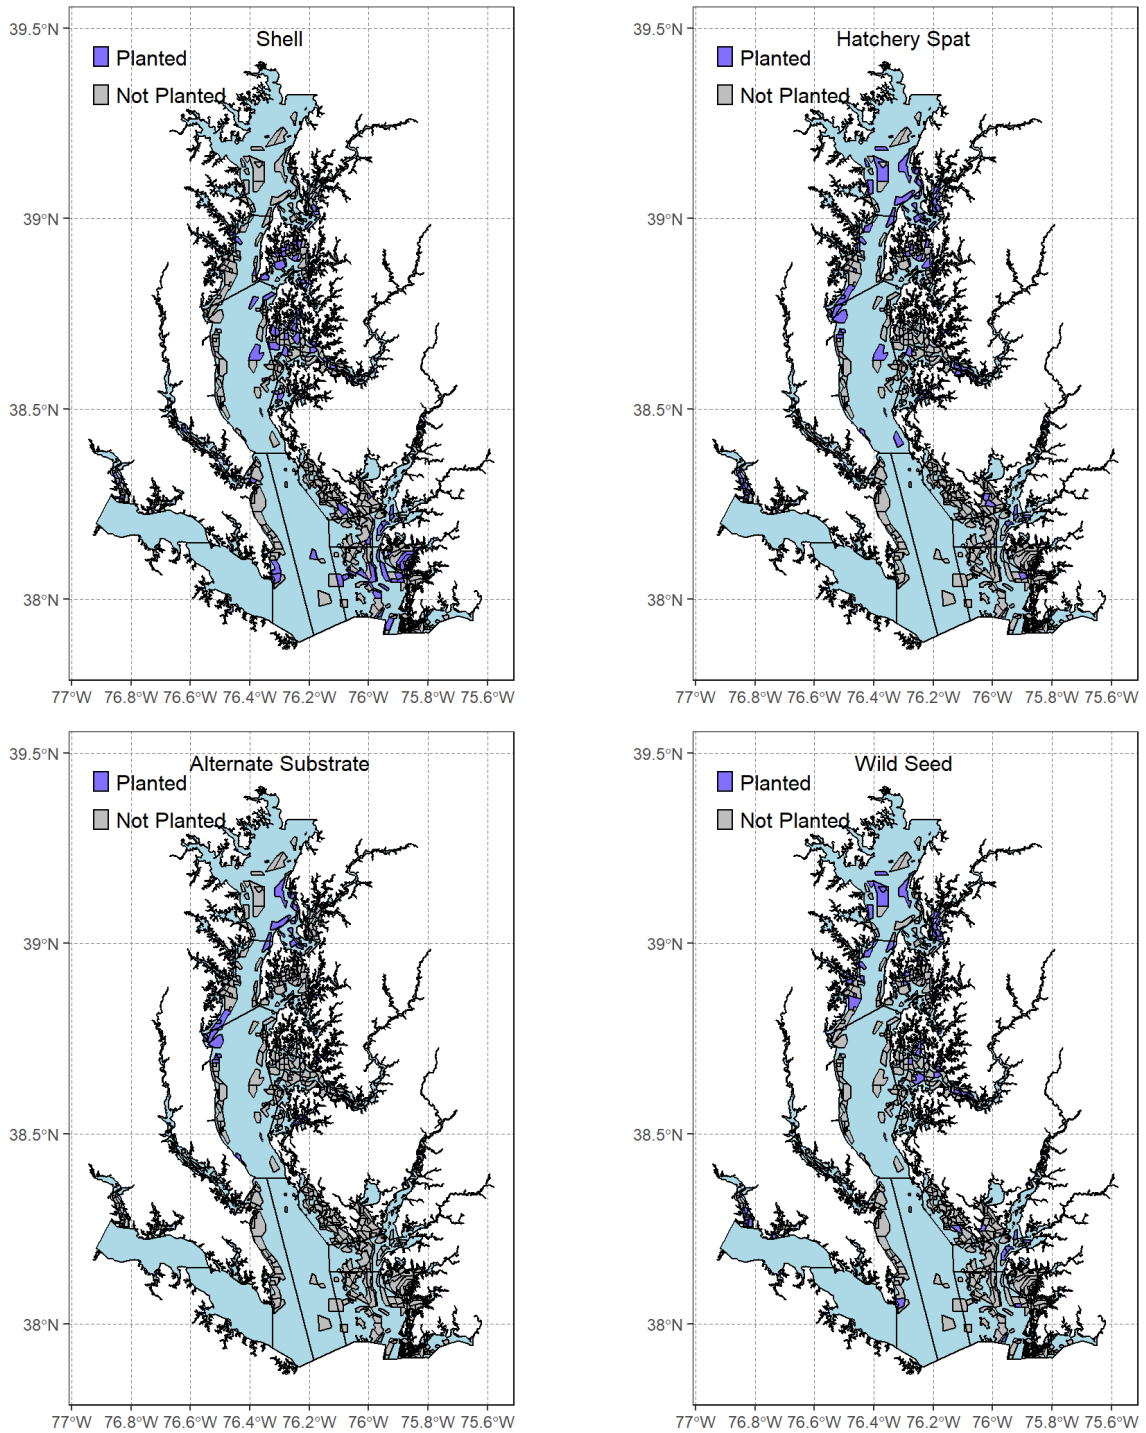 39.5°N
39°N
38.5°N
38°N
Shell
Planted
Not Planted
77°W 76.8°W 76.6°W 76.4°W 76.2°W 76°W 75.8°W 75.6°W
39.5°N
39°N
38.5°N
38°N
Hatchery Spat
Planted
Not Planted
77°W 76.8°W 76.6°W 76.4°W 76.2°W 76°W 75.8°W 75.6°W
39.5°N
39°N
38.5°N
38°N
Alternate Substrate
Planted
Not Planted
77°W 76.8°W 76.6°W 76.4°W 76.2°W 76°W 75.8°W 75.6°W
39.5°N
39°N
38.5°N
38°N
Wild Seed
Planted
Not Planted
77°W 76.8°W 76.6°W 76.4°W 76.2°W 76°W 75.8°W 75.6°W